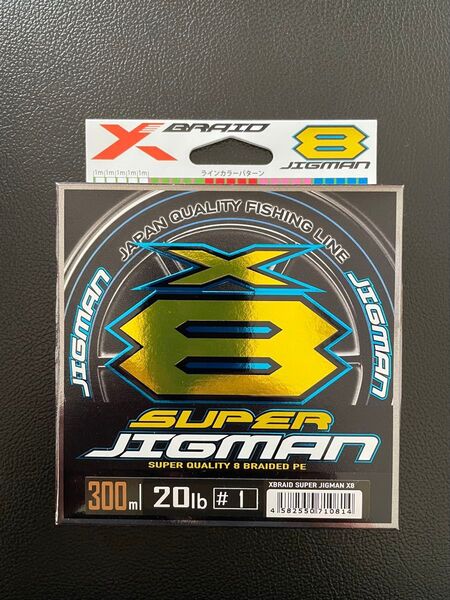 X BRAID 8
JIGMAN
ラインカラーパターン
1m 1m 1m 1m 1m
JAPAN QUALITY FISHING LINE
JIGMAN
JIGMAN
X
8
SUPER
JIGMAN
SUPER QUALITY 8 BRAIDED PE
300m 20lb #1
XBRAID SUPER JIGMAN X8
4 582550 710814